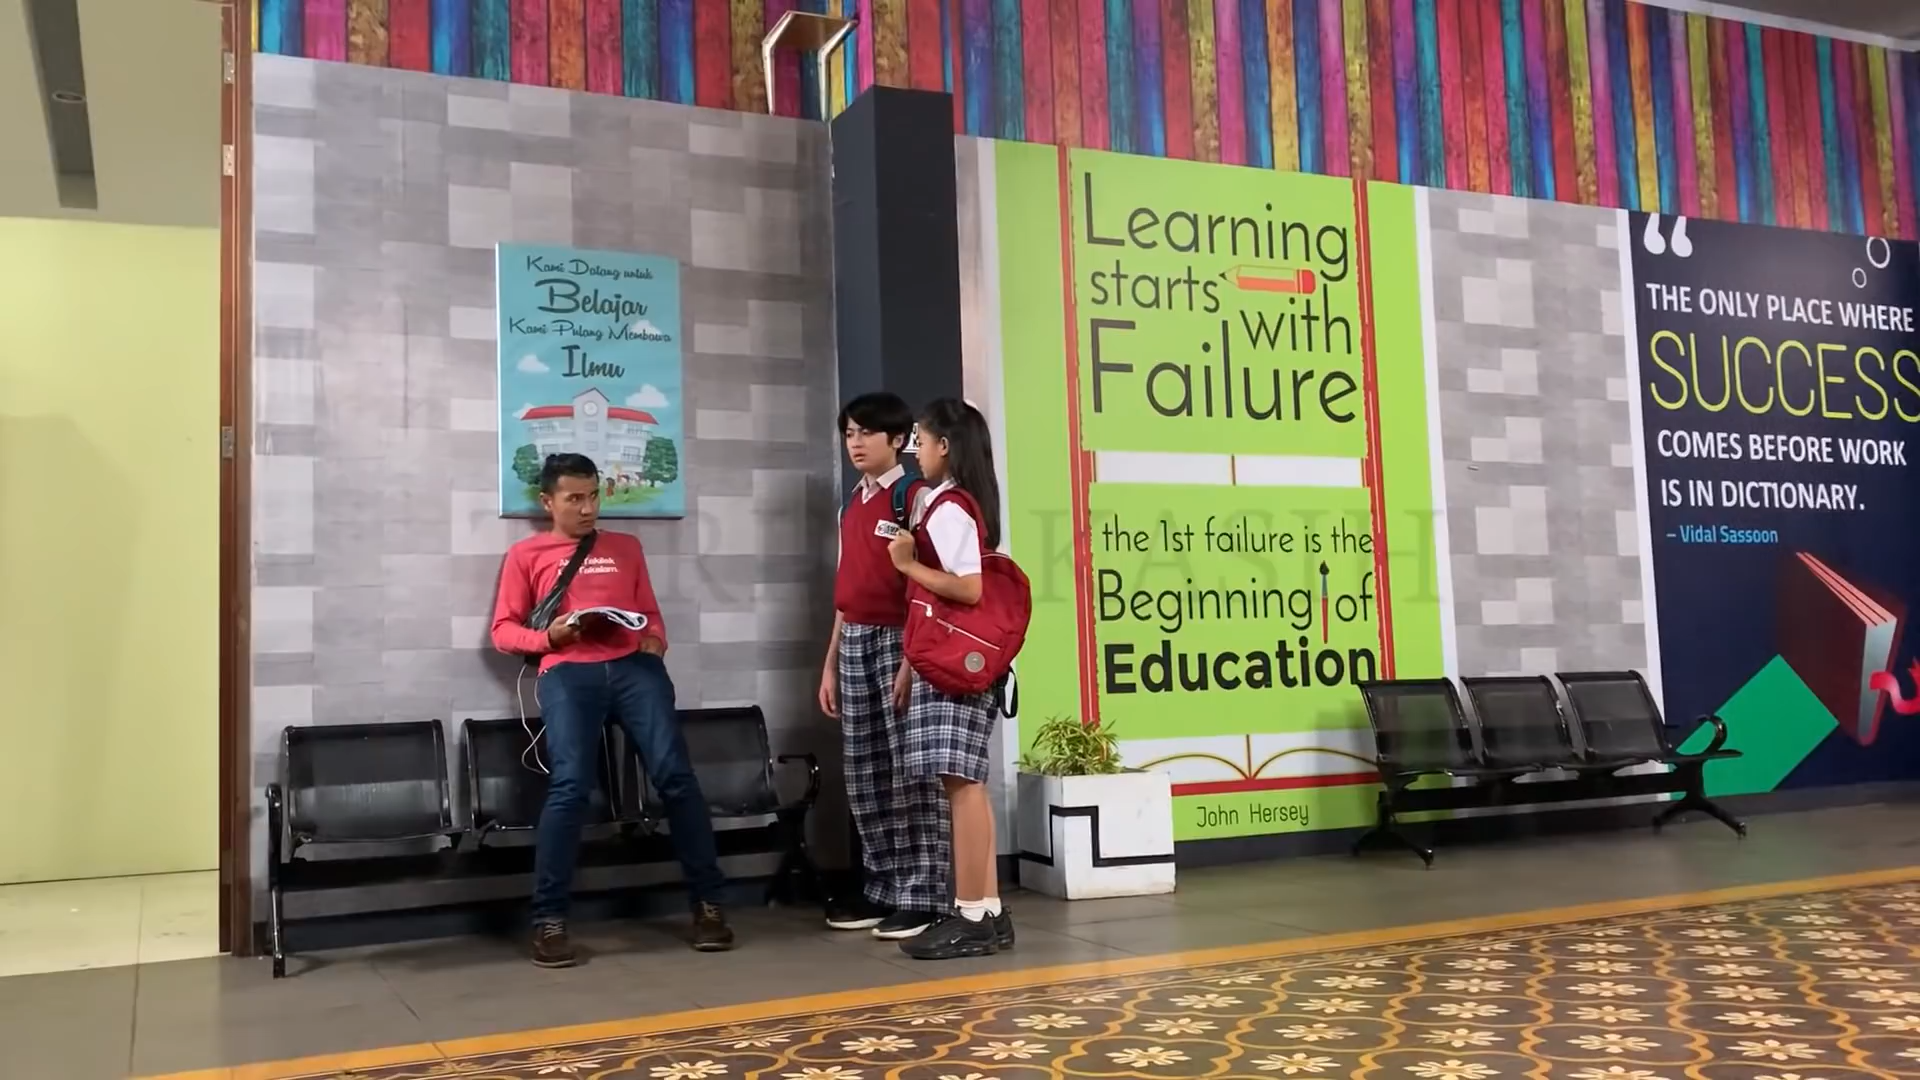 Kami Datang untuk
Belajar
Kami Pulang Membawa
Ilmu
Learning
starts with
Failure
the 1st failure is the
Beginning of
Education
John Hersey
“
THE ONLY PLACE WHERE
SUCCESS
COMES BEFORE WORK
IS IN DICTIONARY.
– Vidal Sassoon